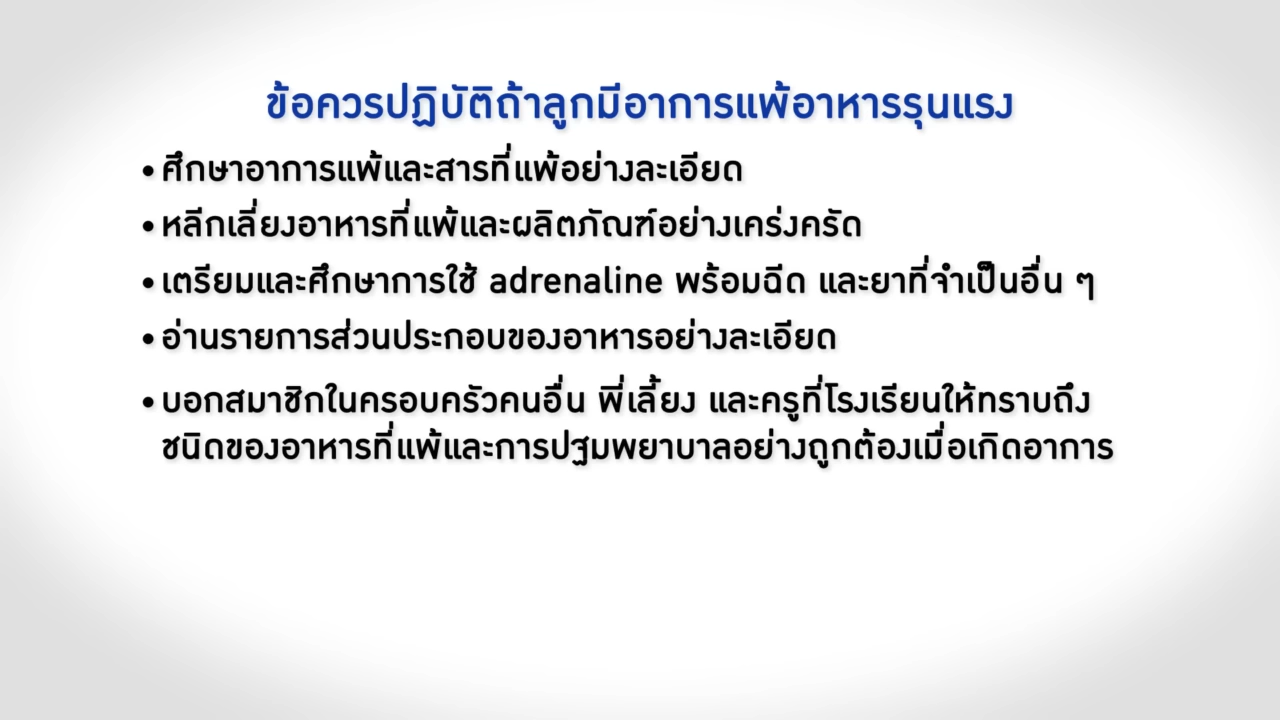 ข้อควรปฏิบัติถ้าลูกมีอาการแพ้อาหารรุนแรง
• ศึกษาอาการแพ้และสารที่แพ้อย่างละเอียด
• หลีกเลี่ยงอาหารที่แพ้และผลิตภัณฑ์อย่างเคร่งครัด
• เตรียมและศึกษาการใช้ adrenaline พร้อมฉีด และยาที่จำเป็นอื่น ๆ
• อ่านรายการส่วนประกอบของอาหารอย่างละเอียด
• บอกสมาชิกในครอบครัวคนอื่น พี่เลี้ยง และครูที่โรงเรียนให้ทราบถึง
ชนิดของอาหารที่แพ้และการปฐมพยาบาลอย่างถูกต้องเมื่อเกิดอาการ